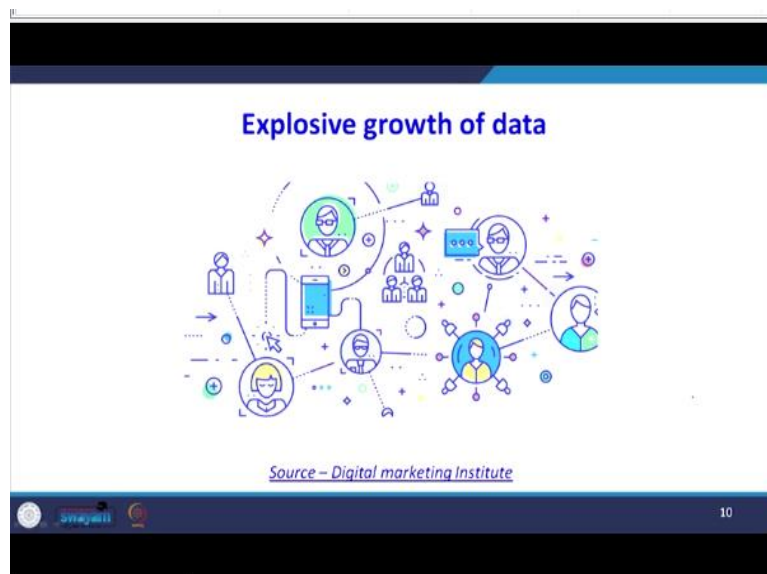 Explosive growth of data
Source – Digital marketing Institute
swayam
10